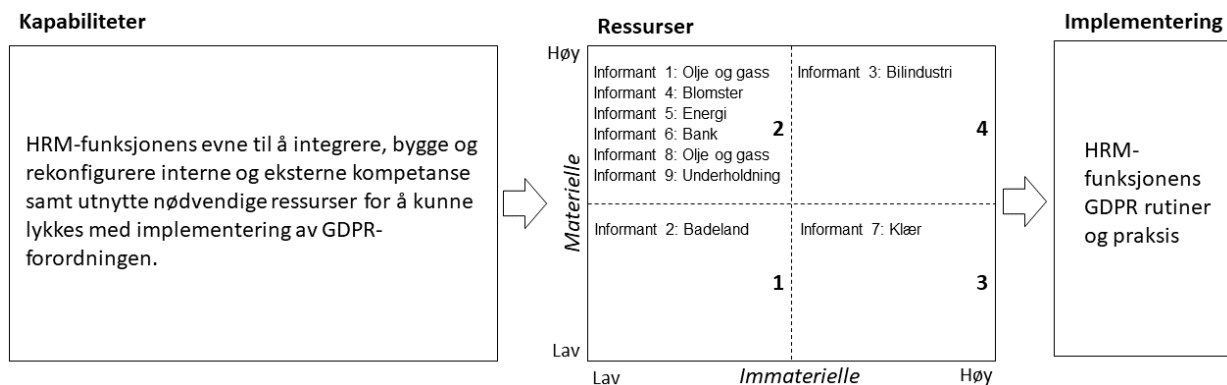 Kapabiliteter
HRM-funksjonens evne til å integrere, bygge og
rekonfigurere interne og eksterne kompetanse
samt utnytte nødvendige ressurser for å kunne
lykkes med implementering av GDPR-
forordningen.
Ressurser
Høy
Materielle
Lav
Informant 1: Olje og gass
Informant 4: Blomster
Informant 5: Energi
Informant 6: Bank
Informant 8: Olje og gass
Informant 9: Underholdning
2
Informant 3: Bilindustri
4
Informant 2: Badeland
1
Informant 7: Klær
3
Lav
Immaterielle
Høy
Implementering
HRM-
funksjonens
GDPR rutiner
og praksis